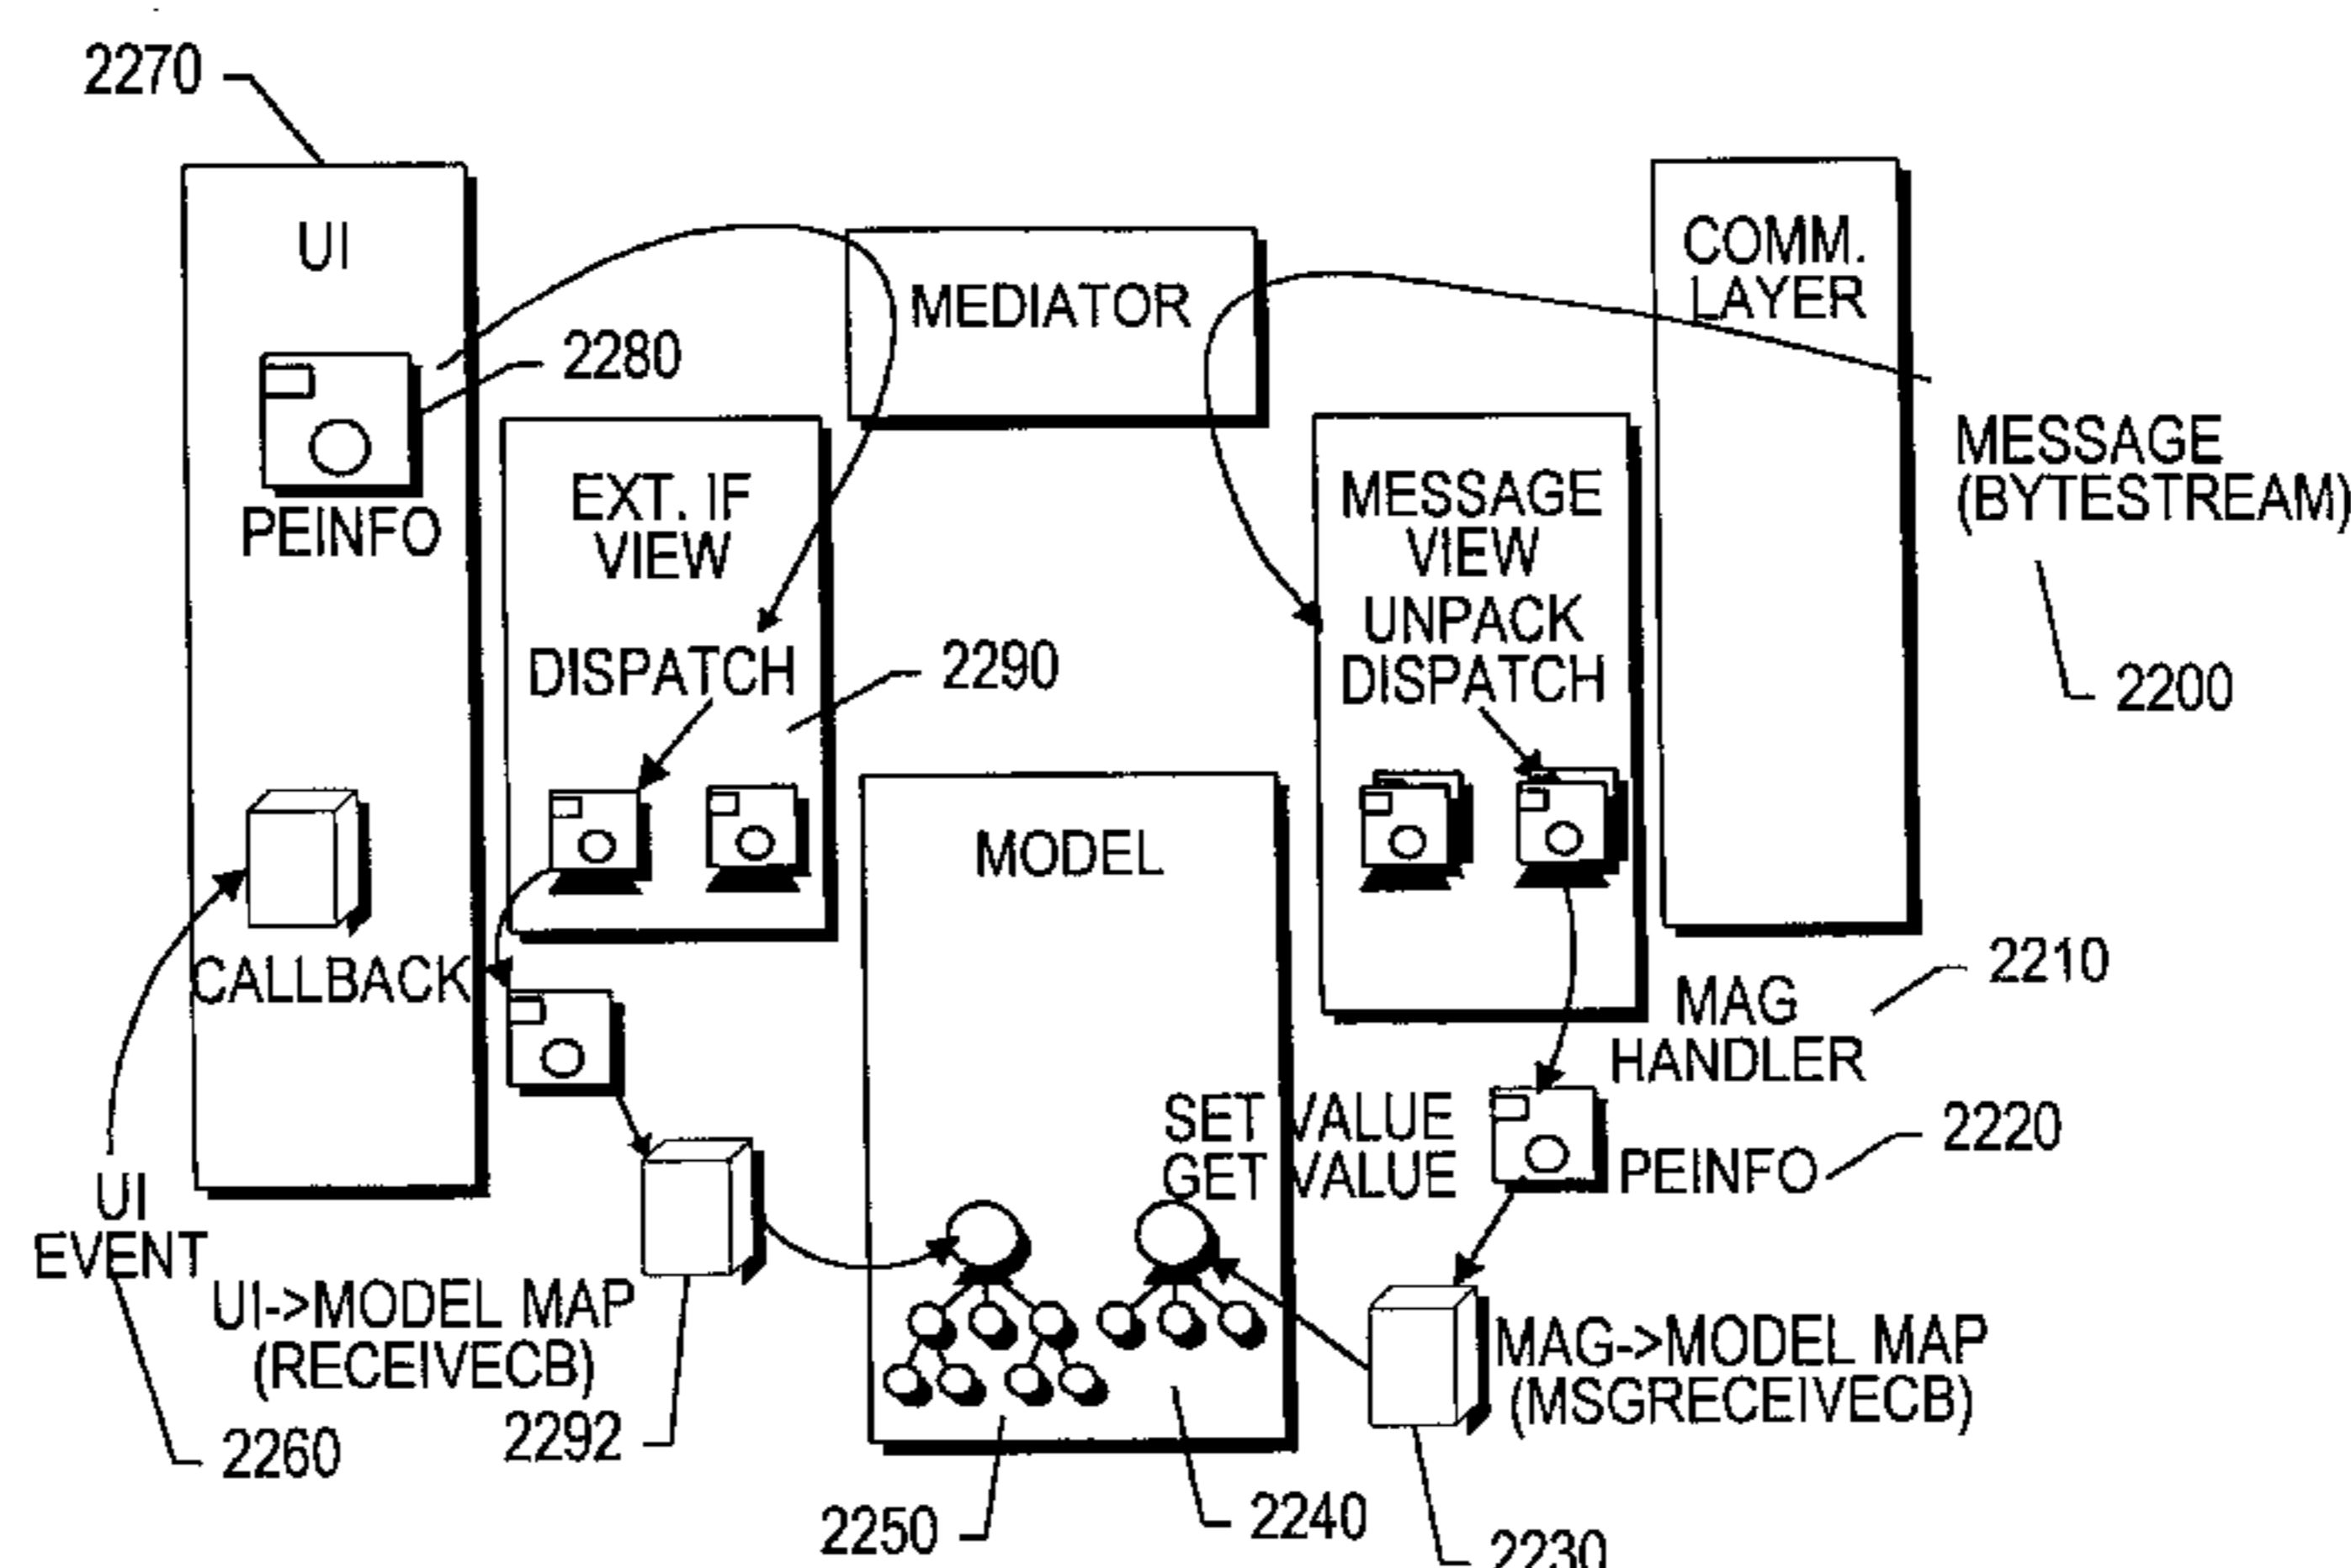 2270
UI
MEDIATOR
COMM.
LAYER
2280
PEINFO
EXT. IF
VIEW
DISPATCH
2290
MESSAGE
VIEW
UNPACK
DISPATCH
MESSAGE
(BYTESTREAM)
2200
MODEL
CALLBACK
2210
MAG
HANDLER
SET VALUE
GET VALUE
PEINFO
2220
UI
EVENT
UI->MODEL MAP
(RECEIVECB)
MAG->MODEL MAP
(MSGRECEIVECB)
2260
2292
2250
2240
2230